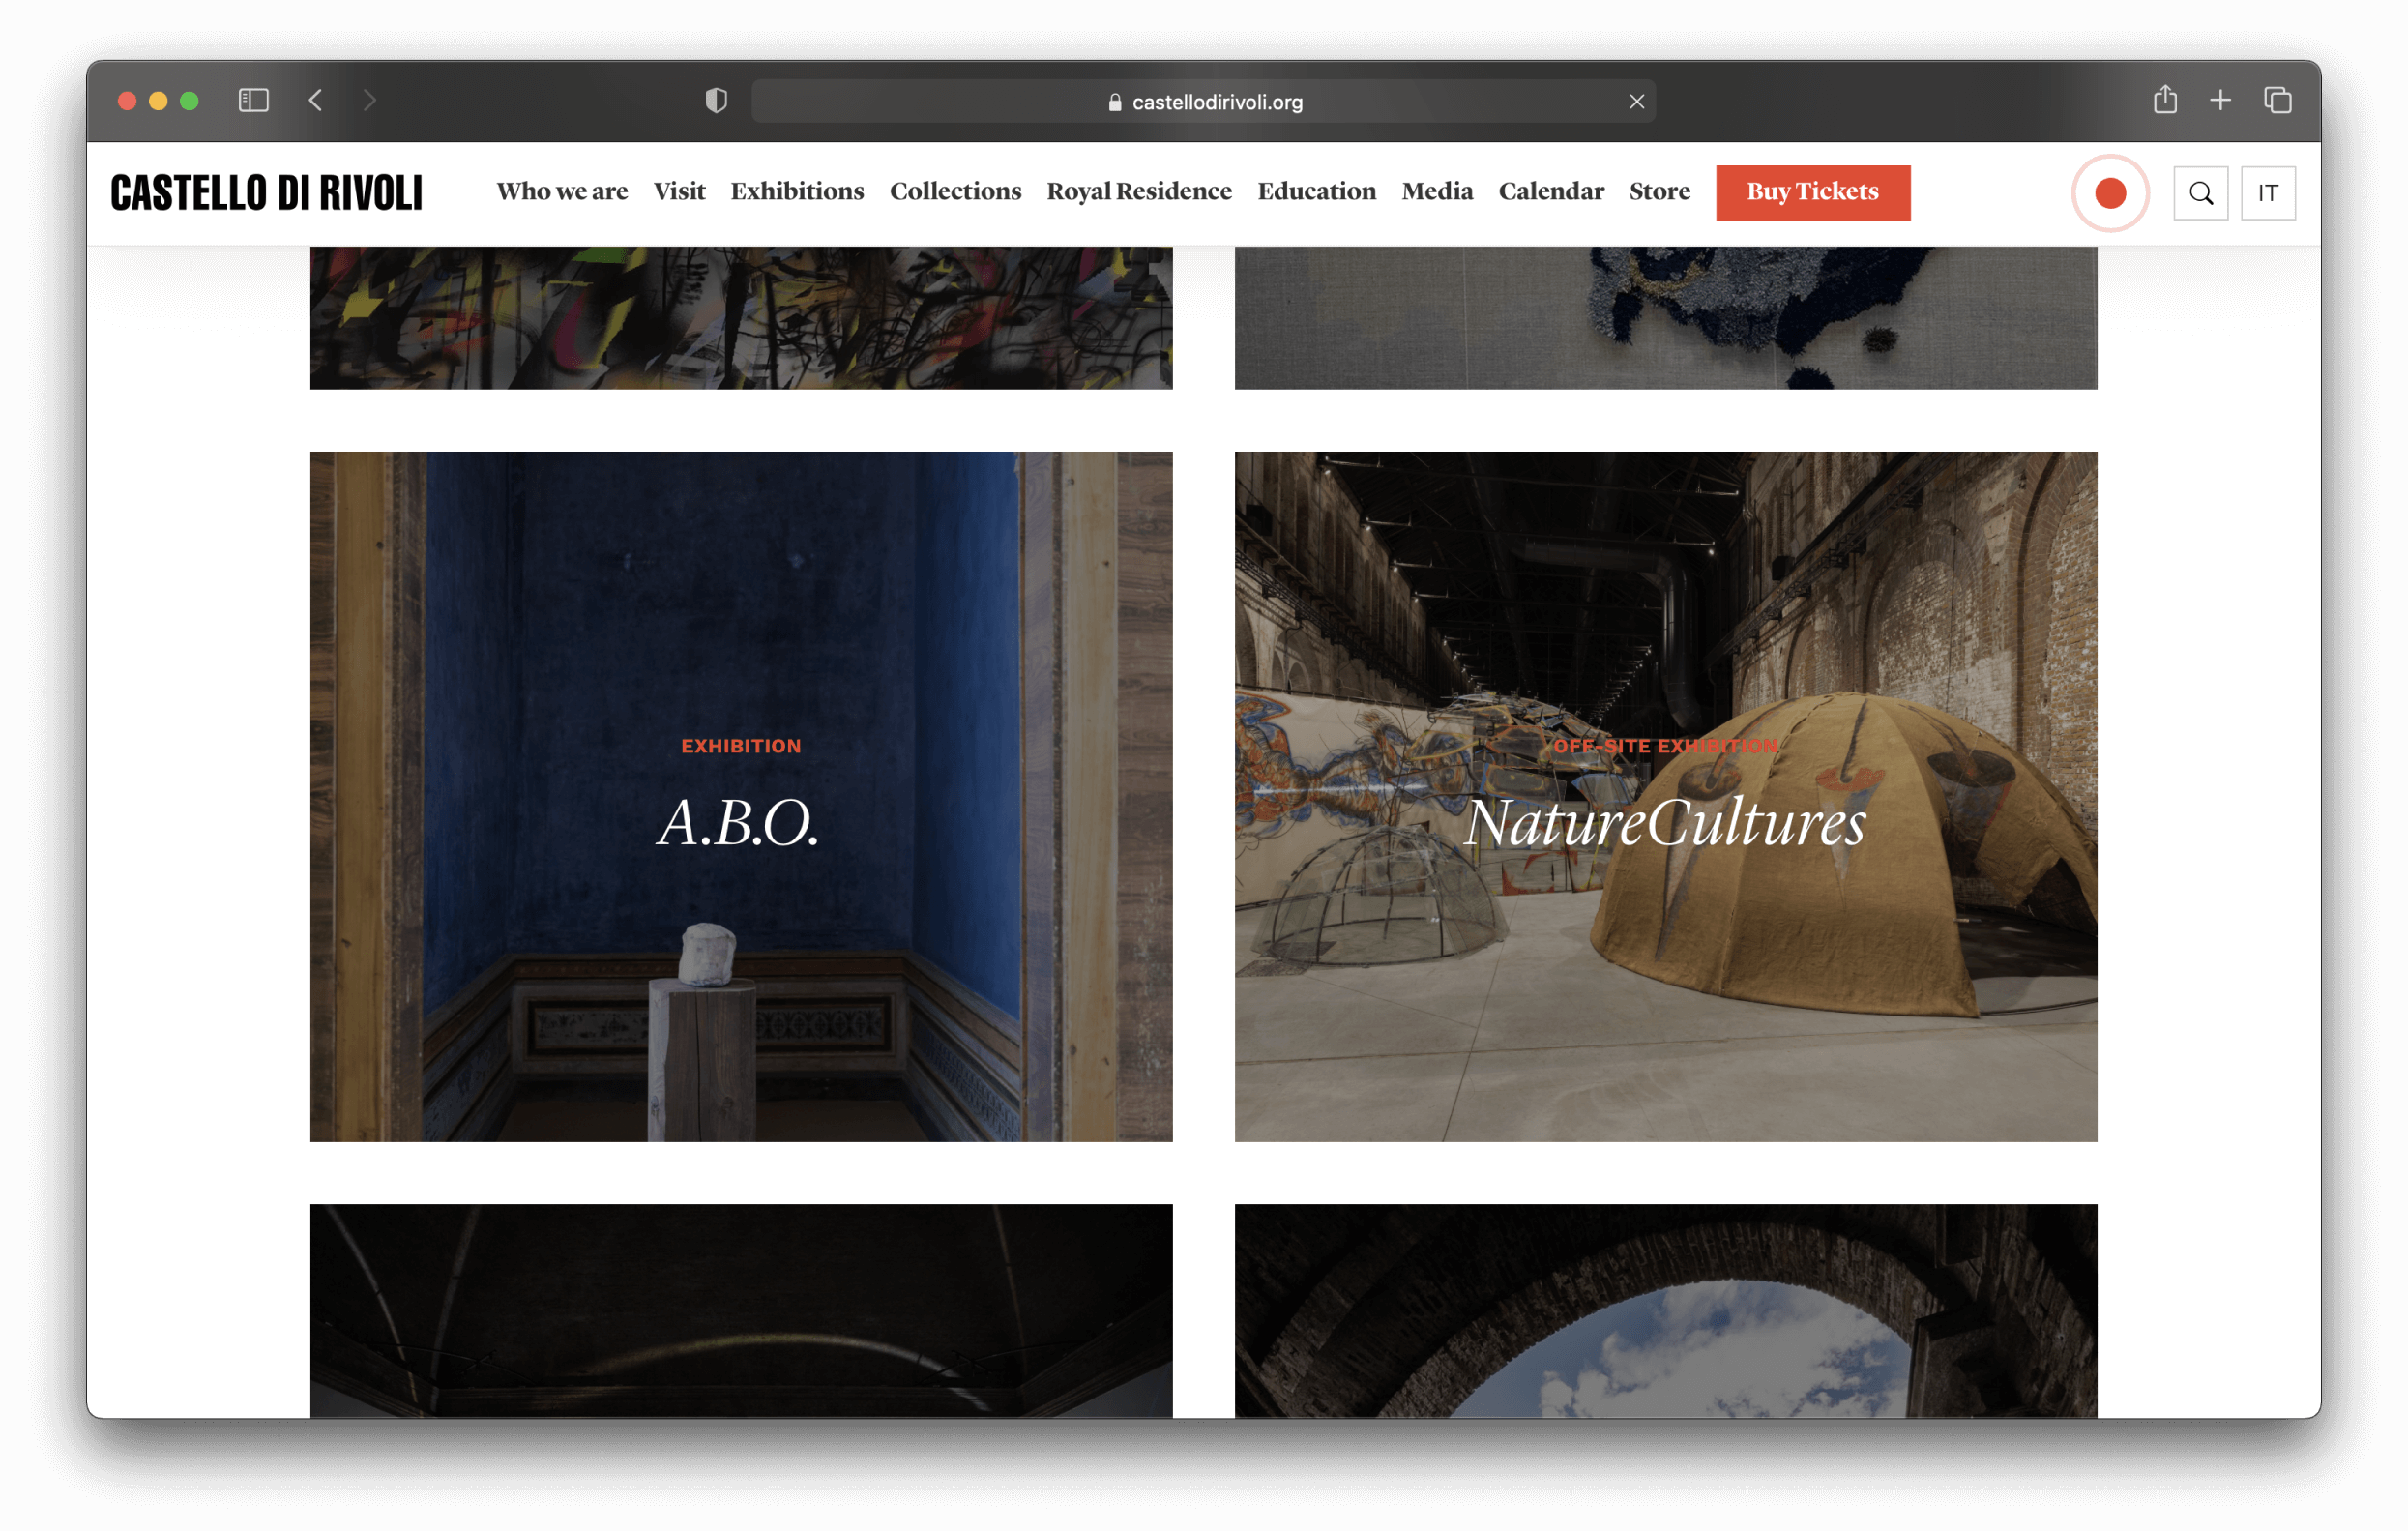 castellodirivoli.org
CASTELLO DI RIVOLI
Who we are Visit Exhibitions Collections Royal Residence Education Media Calendar Store Buy Tickets IT
EXHIBITION
A.B.O.
OFF-SITE EXHIBITION
NatureCultures